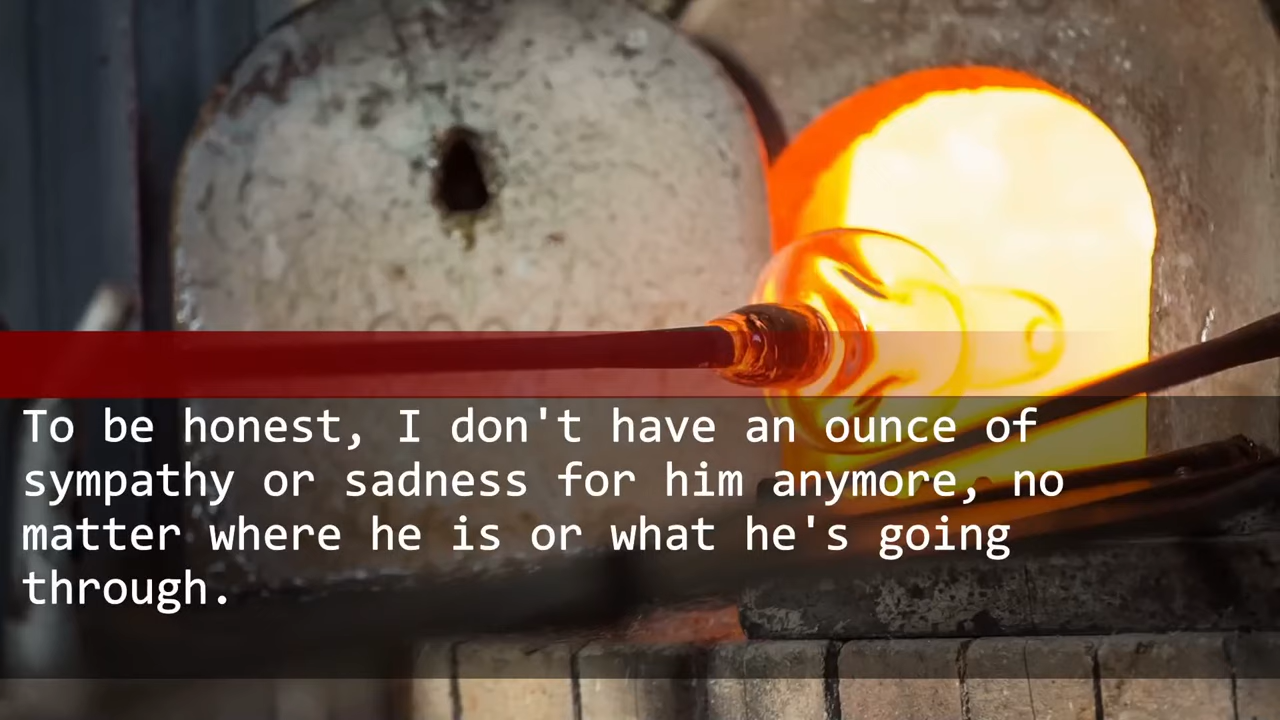 To be honest, I don't have an ounce of
sympathy or sadness for him anymore, no
matter where he is or what he's going
through.